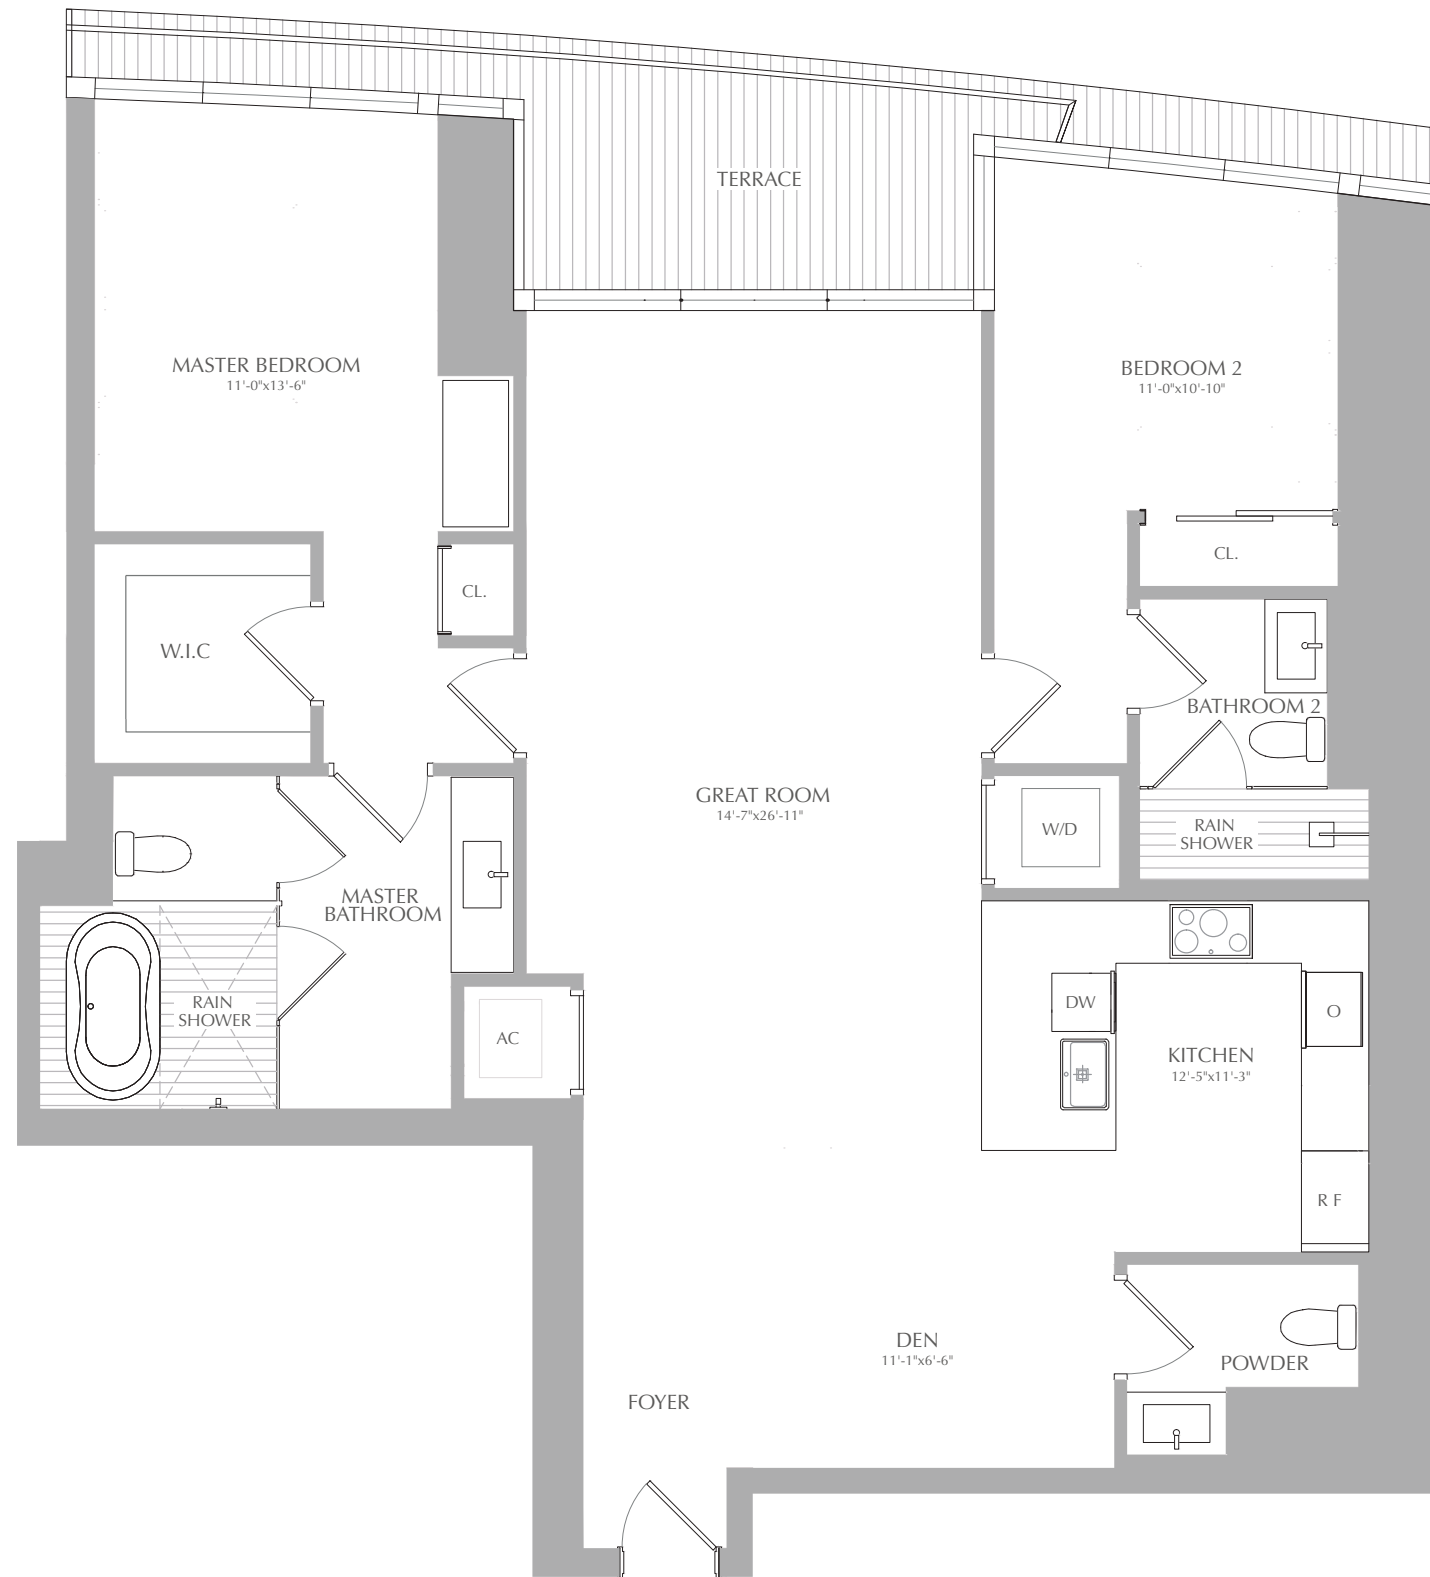 TERRACE
MASTER BEDROOM
11'-0"x13'-6"
BEDROOM 2
11'-0"x10'-10"
CL.
CL.
W.I.C
BATHROOM 2
GREAT ROOM
14'-7"x26'-11"
W/D
RAIN
SHOWER
MASTER
BATHROOM
RAIN
SHOWER
AC
DW
O
KITCHEN
12'-5"x11'-3"
R F
DEN
11'-1"x6'-6"
POWDER
FOYER